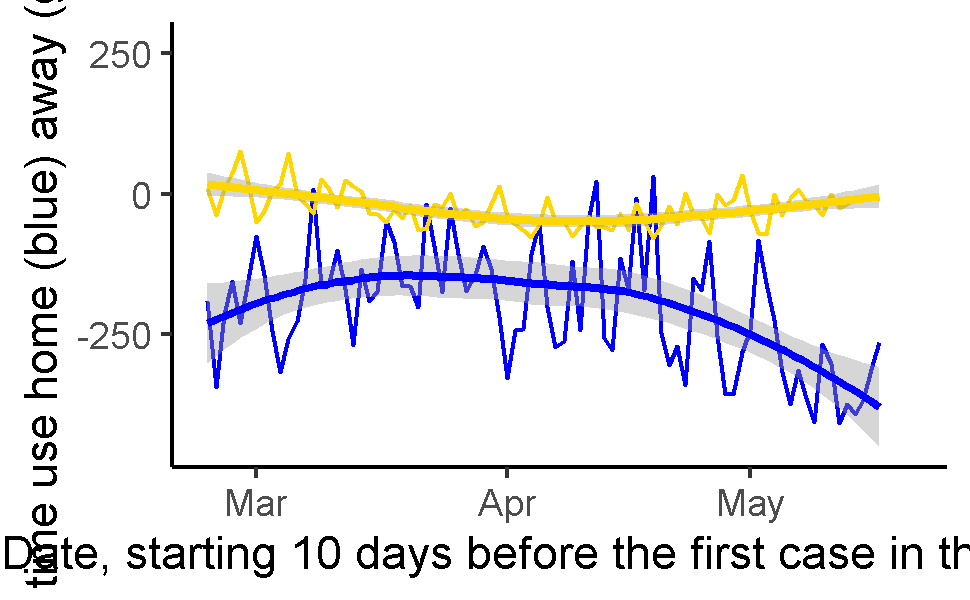 time use home (blue) away (
250
0
-250
Mar Apr May
Date, starting 10 days before the first case in th